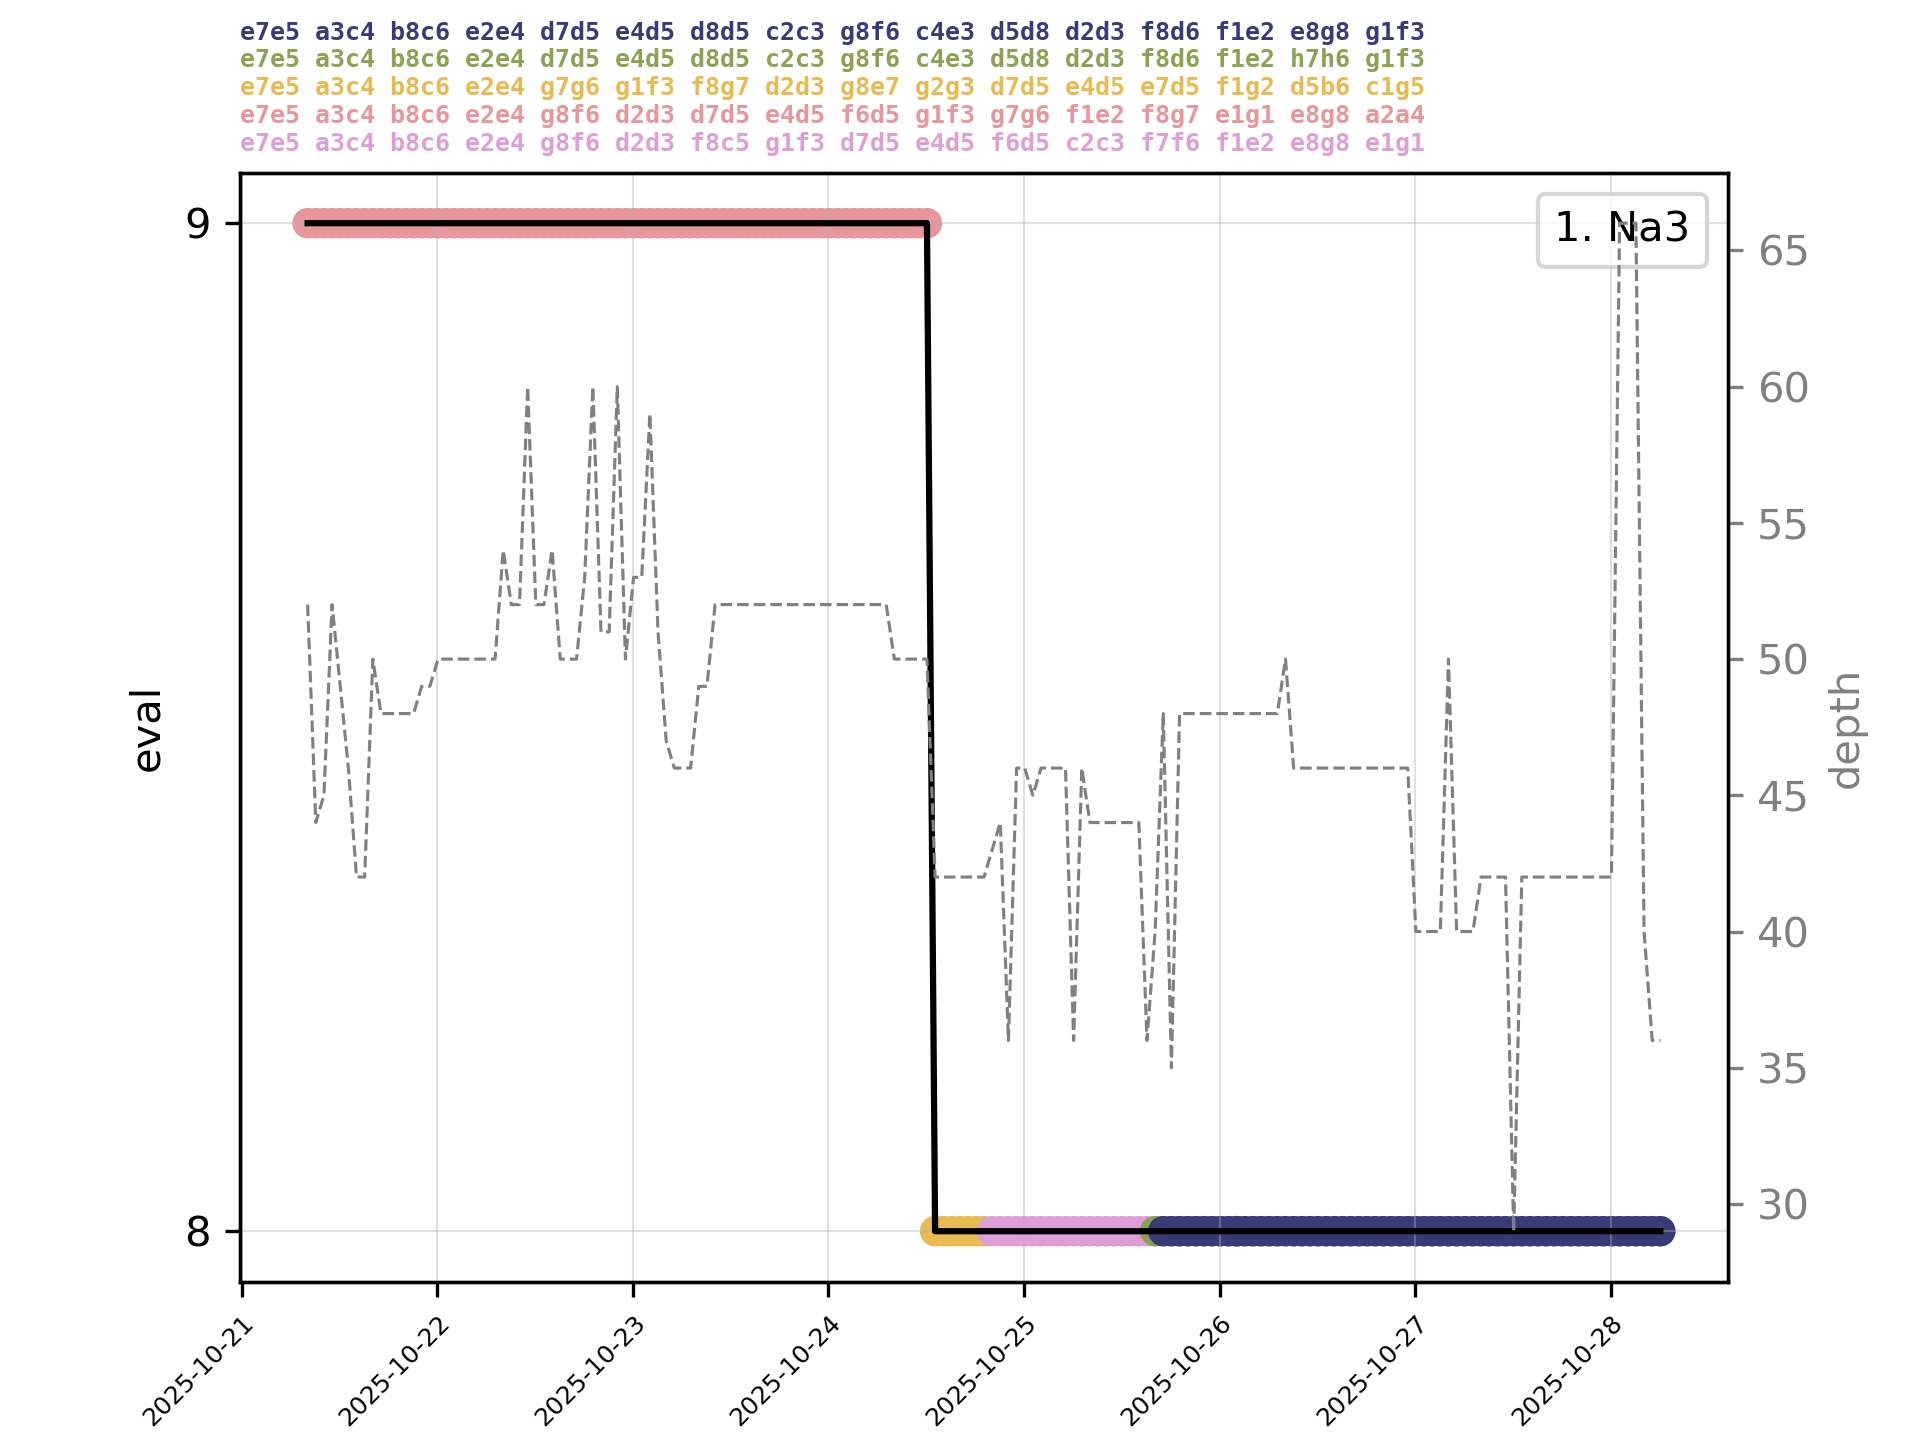 e7e5 a3c4 b8c6 e2e4 d7d5 e4d5 d8d5 c2c3 g8f6 c4e3 d5d8 d2d3 f8d6 f1e2 e8g8 g1f3
e7e5 a3c4 b8c6 e2e4 d7d5 e4d5 d8d5 c2c3 g8f6 c4e3 d5d8 d2d3 f8d6 f1e2 h7h6 g1f3
e7e5 a3c4 b8c6 e2e4 g7g6 g1f3 f8g7 d2d3 g8e7 g2g3 d7d5 e4d5 e7d5 f1g2 d5b6 c1g5
e7e5 a3c4 b8c6 e2e4 g8f6 d2d3 d7d5 e4d5 f6d5 g1f3 g7g6 f1e2 f8g7 e1g1 e8g8 a2a4
e7e5 a3c4 b8c6 e2e4 g8f6 d2d3 f8c5 g1f3 d7d5 e4d5 f6d5 c2c3 f7f6 f1e2 e8g8 e1g1
1. Na3
9
8
eval
65
60
55
50
45
40
35
30
depth
2025-10-21
2025-10-22
2025-10-23
2025-10-24
2025-10-25
2025-10-26
2025-10-27
2025-10-28